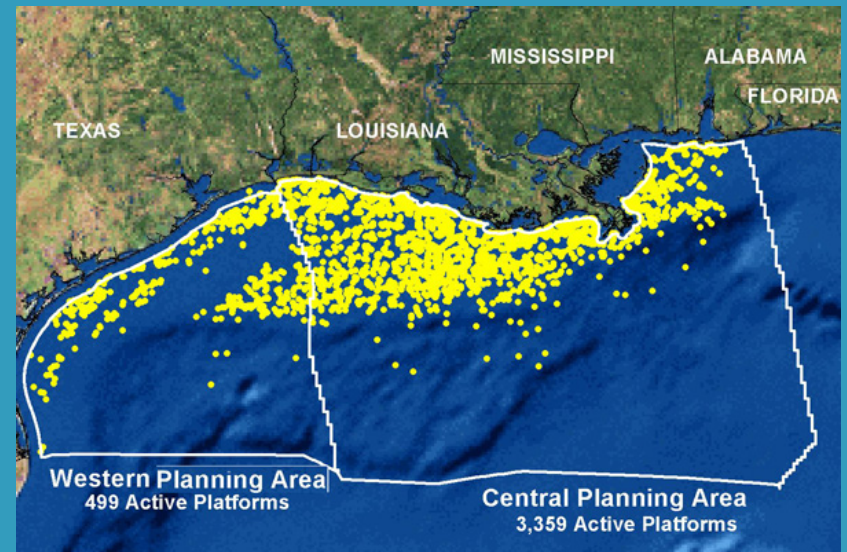 MISSISSIPPI
ALABAMA
FLORIDA
TEXAS
LOUISIANA
Western Planning Area
499 Active Platforms
Central Planning Area
3,359 Active Platforms